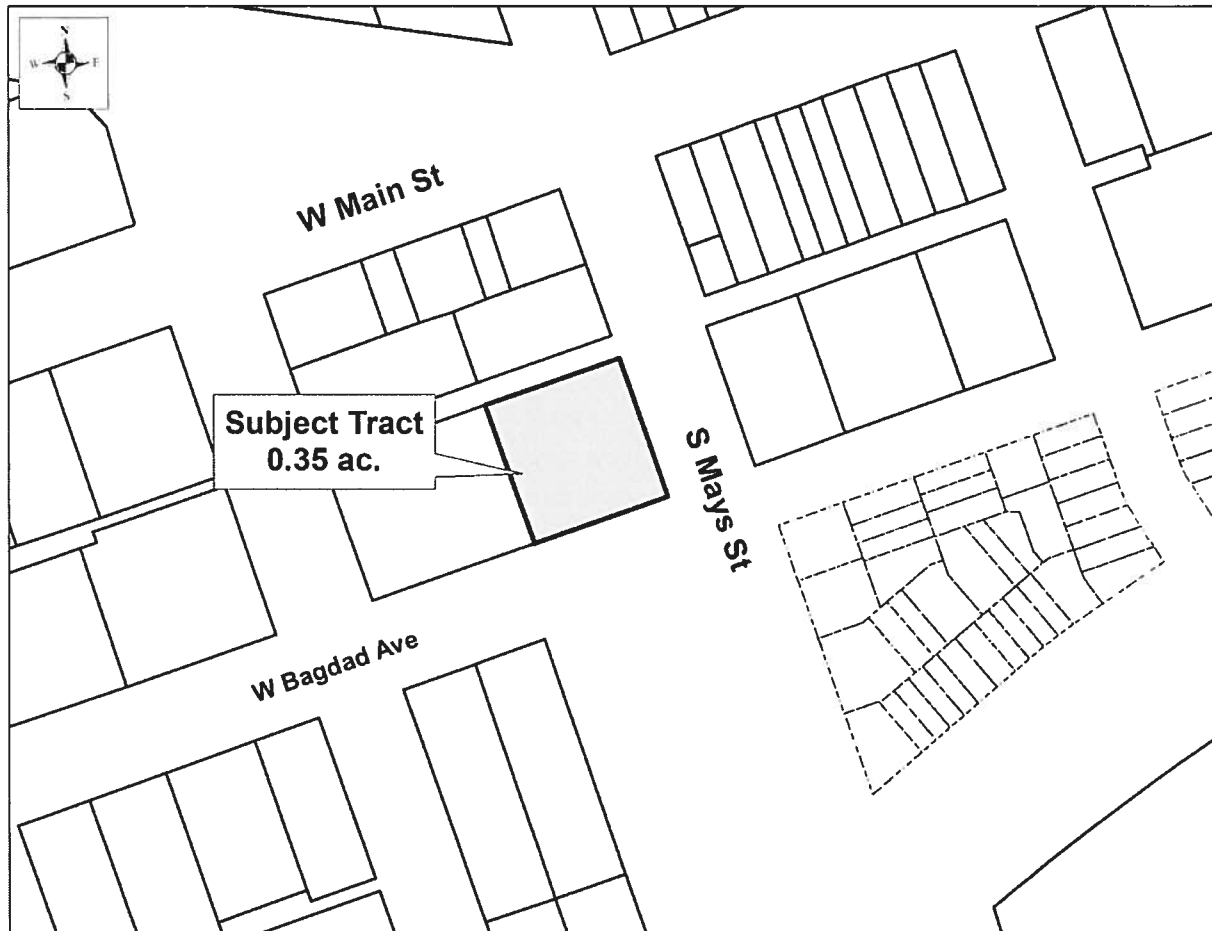 N
W E
S
W Main St
Subject Tract
0.35 ac.
S Mays St
W Bagdad Ave